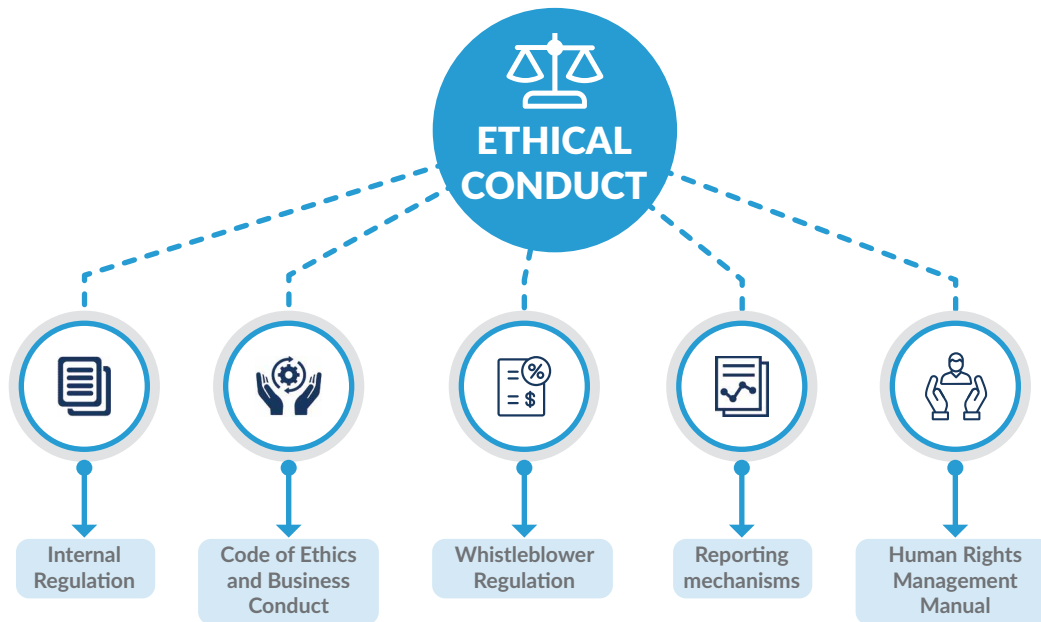 ETHICAL
CONDUCT
%
$
Internal
Regulation
Code of Ethics
and Business
Conduct
Whistleblower
Regulation
Reporting
mechanisms
Human Rights
Management
Manual